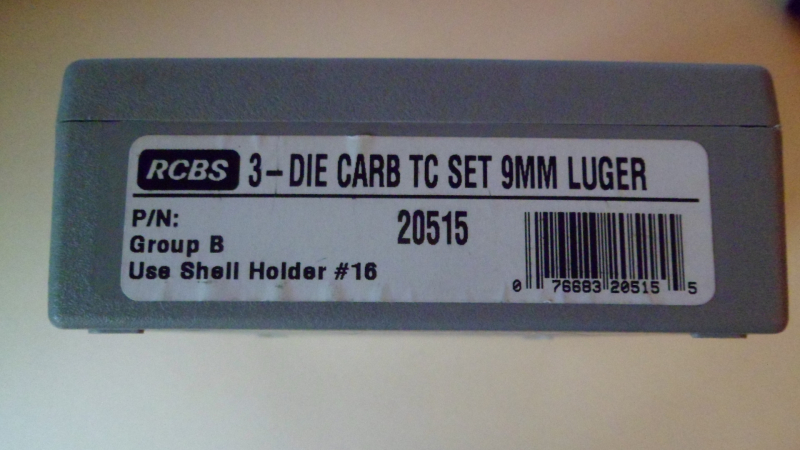 RCBS 3-DIE CARB TC SET 9MM LUGER
P/N: 20515
Group B
Use Shell Holder #16
0 76683 20515 5